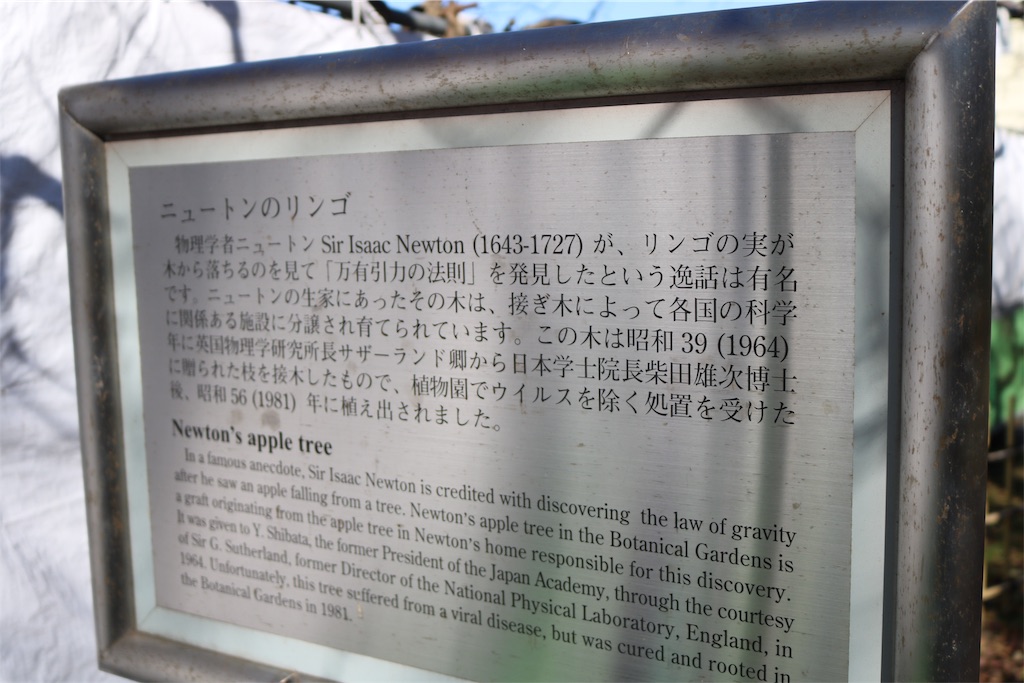 ニュートンのリンゴ
物理学者ニュートン Sir Isaac Newton (1643-1727) が、リンゴの実が
木から落ちるのを見て「万有引力の法則」を発見したという逸話は有名
です。ニュートンの生家にあったその木は、接ぎ木によって各国の科学
に関係ある施設に分譲され育てられています。この木は昭和 39 (1964)
年に英国物理学研究所長サザーランド卿から日本学士院長柴田雄次博士
に贈られた枝を接木したもので、植物園でウイルスを除く処置を受けた
後、昭和 56 (1981) 年に植え出されました。
Newton's apple tree
In a famous anecdote, Sir Isaac Newton is credited with discovering the law of gravity
after he saw an apple falling from a tree. Newton's apple tree in the Botanical Gardens is
a graft originating from the apple tree in Newton's home responsible for this discovery.
It was given to Y. Shibata, the former President of the Japan Academy, through the courtesy
of Sir G. Sutherland, former Director of the National Physical Laboratory, England, in
1964. Unfortunately, this tree suffered from a viral disease, but was cured and rooted in
the Botanical Gardens in 1981.